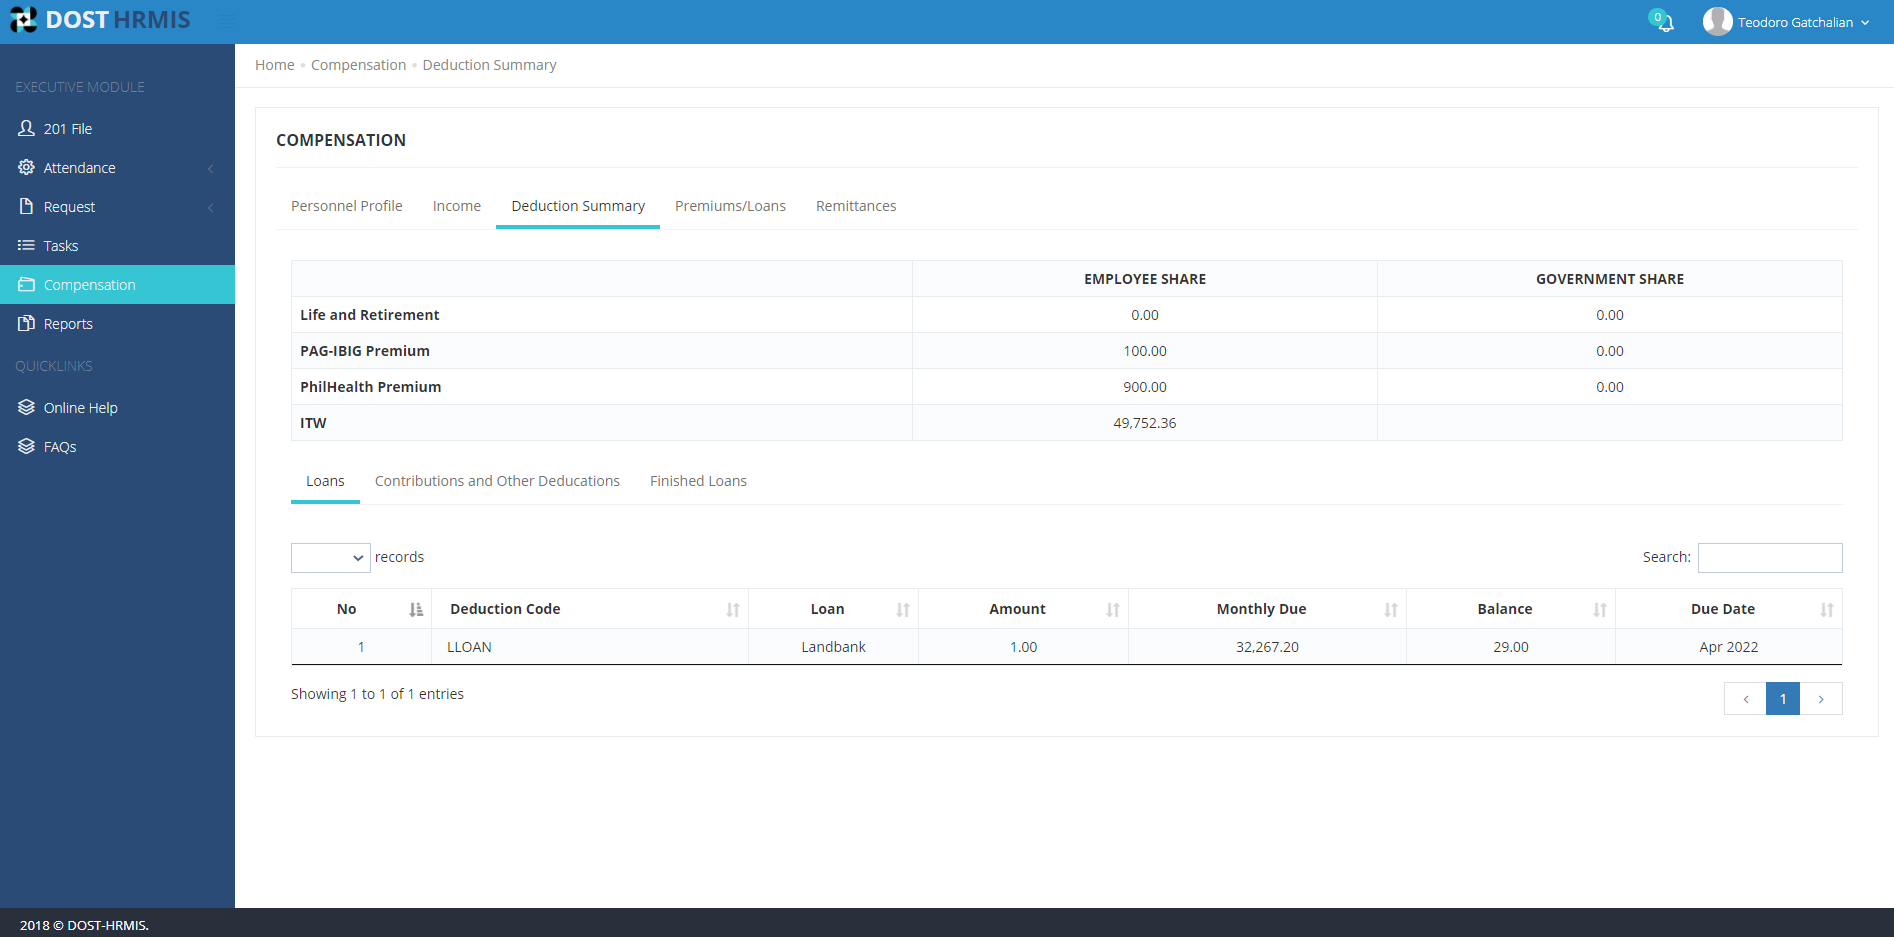 DOST HRMIS
0
Teodoro Gatchalian
EXECUTIVE MODULE
201 File
Attendance
Request
Tasks
Compensation
Reports
QUICKLINKS
Online Help
FAQs
Home Compensation Deduction Summary
COMPENSATION
Personnel Profile Income Deduction Summary Premiums/Loans Remittances
EMPLOYEE SHARE GOVERNMENT SHARE
Life and Retirement 0.00 0.00
PAG-IBIG Premium 100.00 0.00
PhilHealth Premium 900.00 0.00
ITW 49,752.36
Loans Contributions and Other Deducations Finished Loans
records Search:
No Deduction Code Loan Amount Monthly Due Balance Due Date
1 LLOAN Landbank 1.00 32,267.20 29.00 Apr 2022
Showing 1 to 1 of 1 entries
1
2018 © DOST-HRMIS.